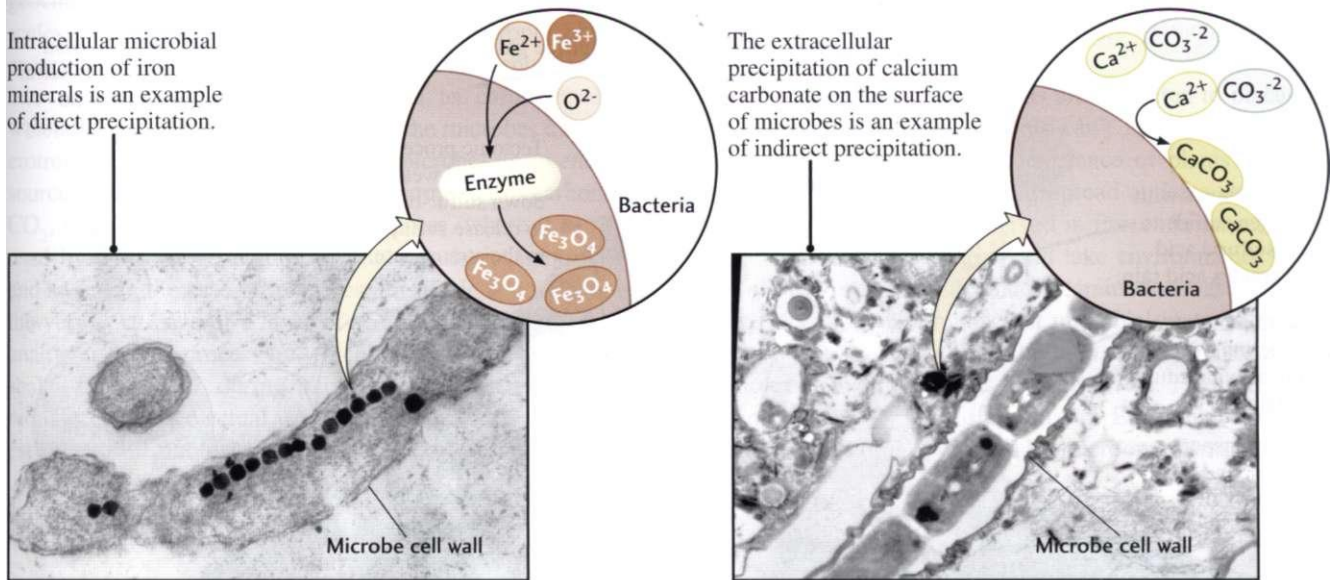 Intracellular microbial
production of iron
minerals is an example
of direct precipitation.
Fe2+
Fe3+
O2-
Enzyme
Bacteria
Fe3O4
Fe3O4
Fe3O4
Microbe cell wall
The extracellular
precipitation of calcium
carbonate on the surface
of microbes is an example
of indirect precipitation.
Ca2+
CO3-2
Ca2+
CO3-2
CaCO3
CaCO3
Bacteria
Microbe cell wall